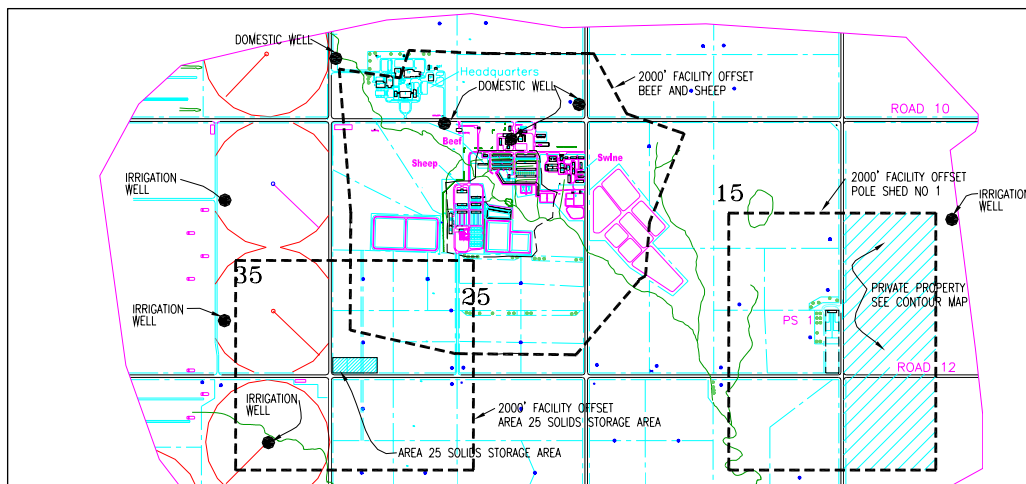 DOMESTIC WELL
Headquarters
2000' FACILITY OFFSET
BEEF AND SHEEP
DOMESTIC WELL
ROAD 10
Beef
Sheep
Swine
IRRIGATION
WELL
15
2000' FACILITY OFFSET
POLE SHED NO 1
IRRIGATION
WELL
35
25
PRIVATE PROPERTY
SEE CONTOUR MAP
IRRIGATION
WELL
PS 1
ROAD 12
IRRIGATION
WELL
2000' FACILITY OFFSET
AREA 25 SOLIDS STORAGE AREA
AREA 25 SOLIDS STORAGE AREA